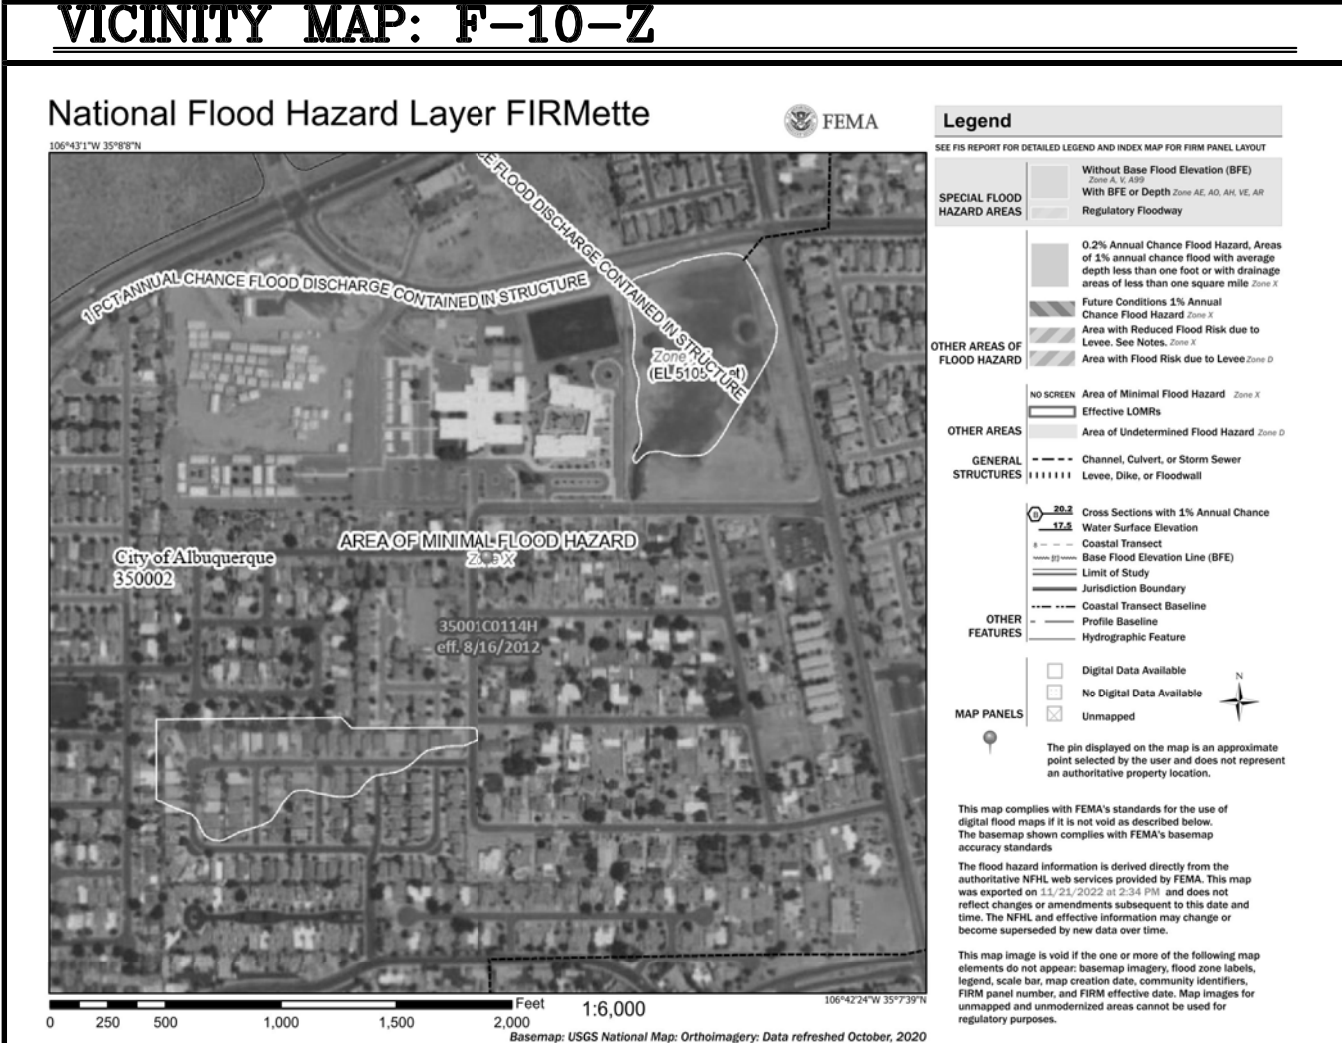 VICINITY MAP: F-10-Z
National Flood Hazard Layer FIRMette
FEMA
106°43'1"W 35°8'8"N
1 PCT ANNUAL CHANCE FLOOD DISCHARGE CONTAINED IN STRUCTURE
CE FLOOD DISCHARGE CONTAINED IN STRUCTURE
Zone
(EL 5105
AREA OF MINIMAL FLOOD HAZARD
Zone X
City of Albuquerque
350002
35001C0114H
eff. 8/16/2012
Feet
1:6,000
106°42'24"W 35°7'39"N
0 250 500 1,000 1,500 2,000
Basemap: USGS National Map: Orthoimagery: Data refreshed October, 2020
Legend
SEE FIS REPORT FOR DETAILED LEGEND AND INDEX MAP FOR FIRM PANEL LAYOUT
SPECIAL FLOOD
HAZARD AREAS
Without Base Flood Elevation (BFE)
Zone A, V, A99
With BFE or Depth Zone AE, AO, AH, VE, AR
Regulatory Floodway
OTHER AREAS OF
FLOOD HAZARD
0.2% Annual Chance Flood Hazard, Areas
of 1% annual chance flood with average
depth less than one foot or with drainage
areas of less than one square mile Zone X
Future Conditions 1% Annual
Chance Flood Hazard Zone X
Area with Reduced Flood Risk due to
Levee. See Notes. Zone X
Area with Flood Risk due to Levee Zone D
OTHER AREAS
NO SCREEN Area of Minimal Flood Hazard Zone X
Effective LOMRs
Area of Undetermined Flood Hazard Zone D
GENERAL
STRUCTURES
Channel, Culvert, or Storm Sewer
Levee, Dike, or Floodwall
OTHER
FEATURES
B 20.2 Cross Sections with 1% Annual Chance
17.5 Water Surface Elevation
8 Coastal Transect
513 Base Flood Elevation Line (BFE)
Limit of Study
Jurisdiction Boundary
Coastal Transect Baseline
Profile Baseline
Hydrographic Feature
MAP PANELS
Digital Data Available
No Digital Data Available
Unmapped
N
The pin displayed on the map is an approximate
point selected by the user and does not represent
an authoritative property location.
This map complies with FEMA's standards for the use of
digital flood maps if it is not void as described below.
The basemap shown complies with FEMA's basemap
accuracy standards
The flood hazard information is derived directly from the
authoritative NFHL web services provided by FEMA. This map
was exported on 11/21/2022 at 2:34 PM and does not
reflect changes or amendments subsequent to this date and
time. The NFHL and effective information may change or
become superseded by new data over time.
This map image is void if the one or more of the following map
elements do not appear: basemap imagery, flood zone labels,
legend, scale bar, map creation date, community identifiers,
FIRM panel number, and FIRM effective date. Map images for
unmapped and unmodernized areas cannot be used for
regulatory purposes.